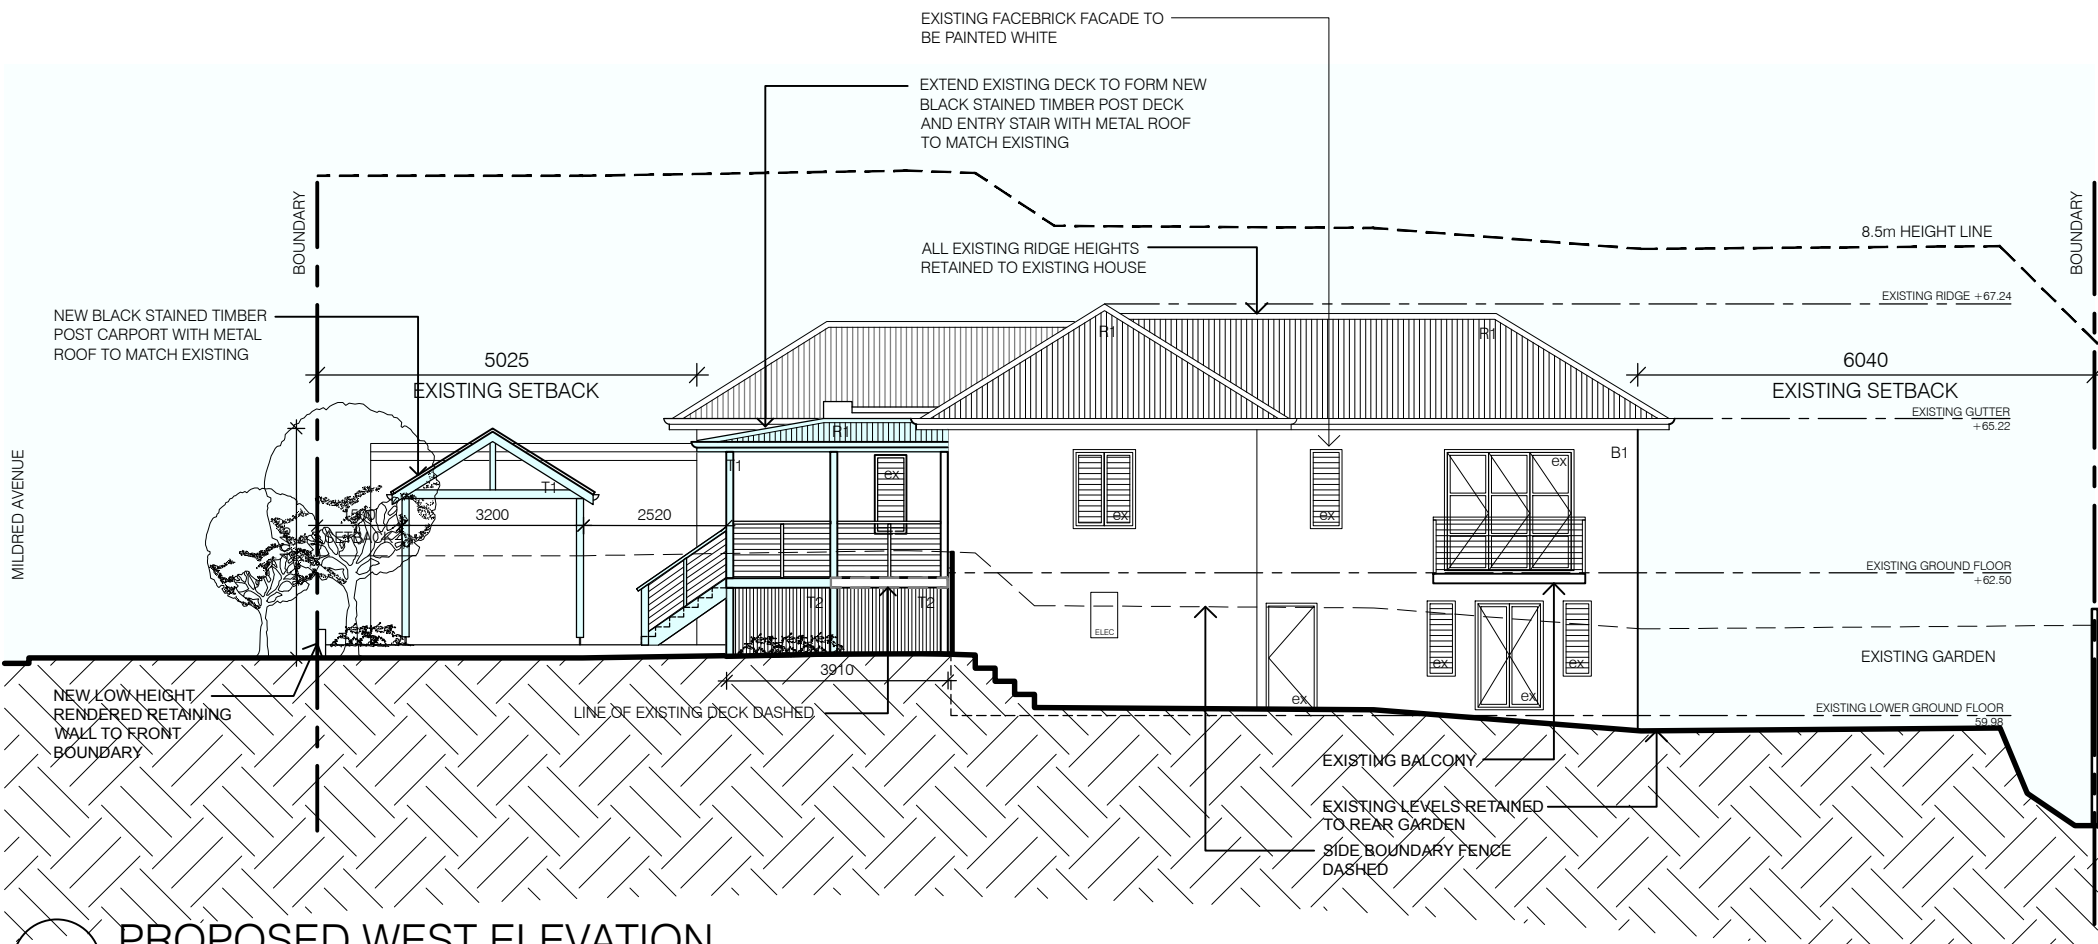 EXISTING FACEBRICK FACADE TO
BE PAINTED WHITE
EXTEND EXISTING DECK TO FORM NEW
BLACK STAINED TIMBER POST DECK
AND ENTRY STAIR WITH METAL ROOF
TO MATCH EXISTING
BOUNDARY
BOUNDARY
8.5m HEIGHT LINE
ALL EXISTING RIDGE HEIGHTS
RETAINED TO EXISTING HOUSE
EXISTING RIDGE +67.24
NEW BLACK STAINED TIMBER
POST CARPORT WITH METAL
ROOF TO MATCH EXISTING
R1
R1
5025
EXISTING SETBACK
6040
EXISTING SETBACK
EXISTING GUTTER
+65.22
R1
B1
T1
ex
ex
T1
MILDRED AVENUE
3200
2520
ex
ex
SETBACK
EXISTING GROUND FLOOR
+62.50
T2
T2
ELEC
EXISTING GARDEN
ex
ex
3910
ex
ex
NEW LOW HEIGHT
RENDERED RETAINING
WALL TO FRONT
BOUNDARY
LINE OF EXISTING DECK DASHED
EXISTING LOWER GROUND FLOOR
59.98
EXISTING BALCONY
EXISTING LEVELS RETAINED
TO REAR GARDEN
SIDE BOUNDARY FENCE
DASHED
PROPOSED WEST ELEVATION